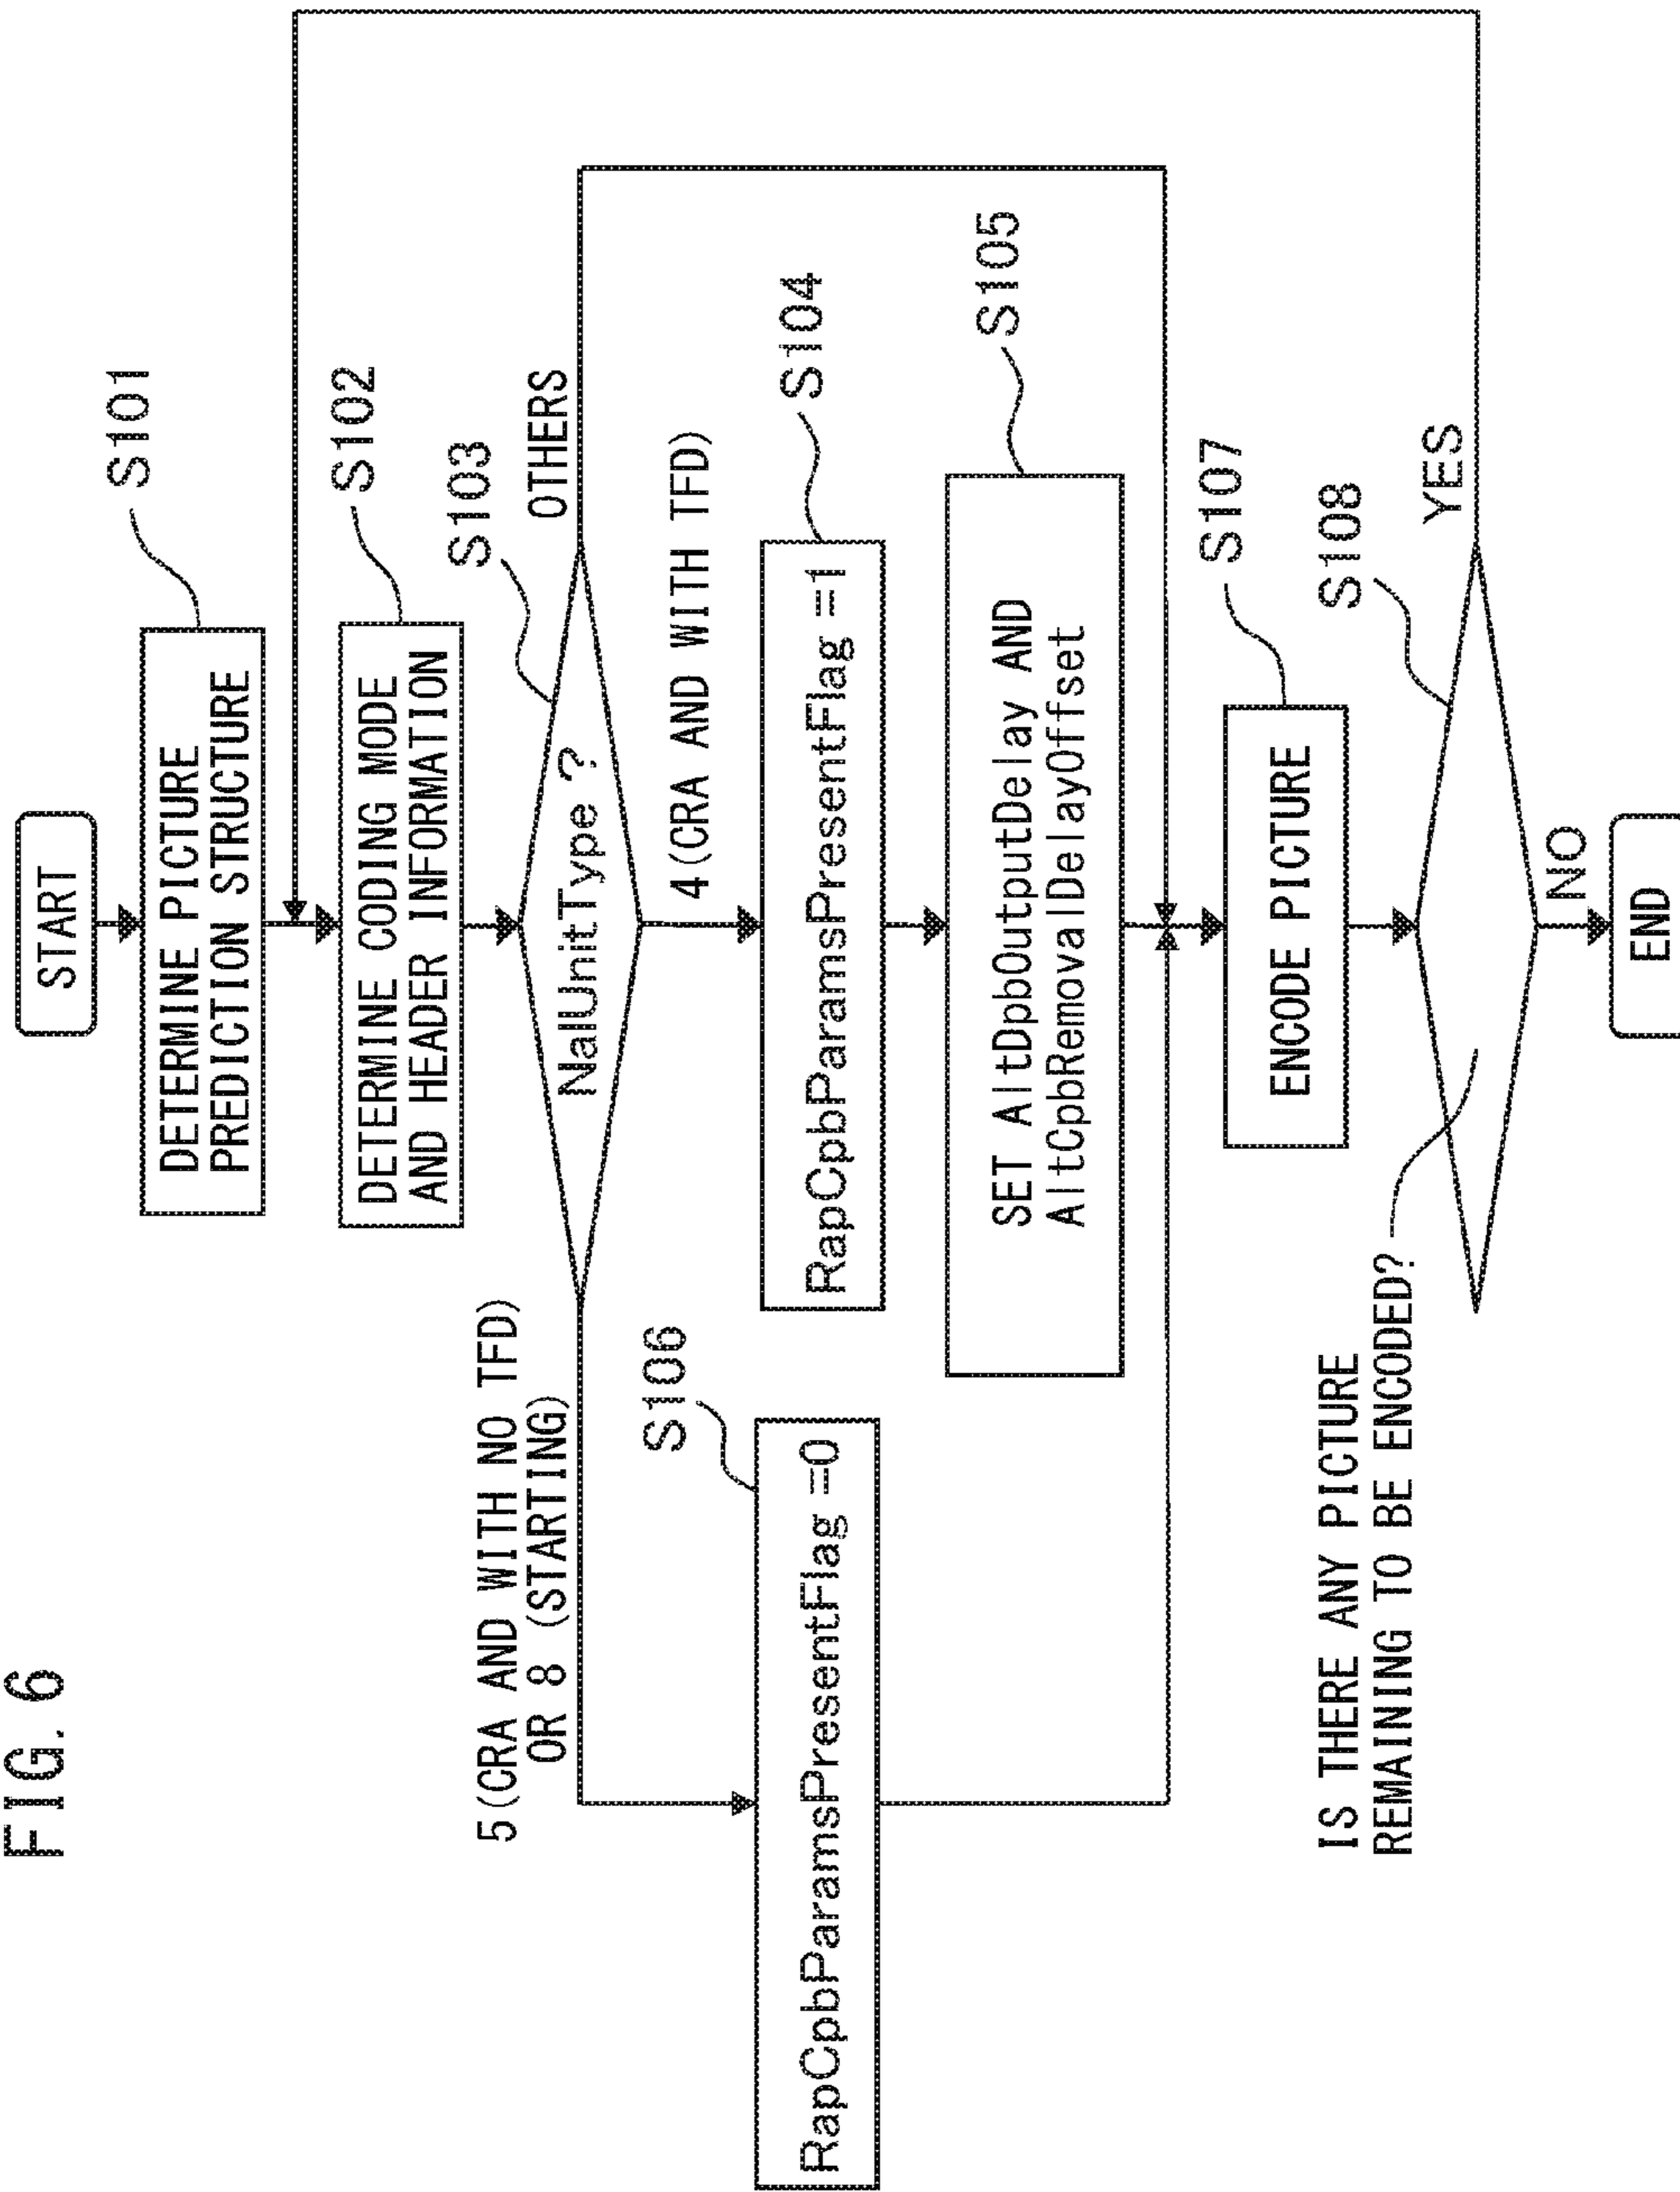 FIG. 6
START
DETERMINE PICTURE
PREDICTION STRUCTURE
S101
DETERMINE CODING MODE
AND HEADER INFORMATION
S102
NalUnitType ?
S103
OTHERS
5(CRA AND WITH NO TFD)
OR 8 (STARTING)
4(CRA AND WITH TFD)
S106
RapCpbParamsPresentFlag =0
RapCpbParamsPresentFlag =1
S104
SET AltDpbOutputDelay AND
AltCpbRemovalDelayOffset
S105
ENCODE PICTURE
S107
IS THERE ANY PICTURE
REMAINING TO BE ENCODED?
S108
YES
NO
END